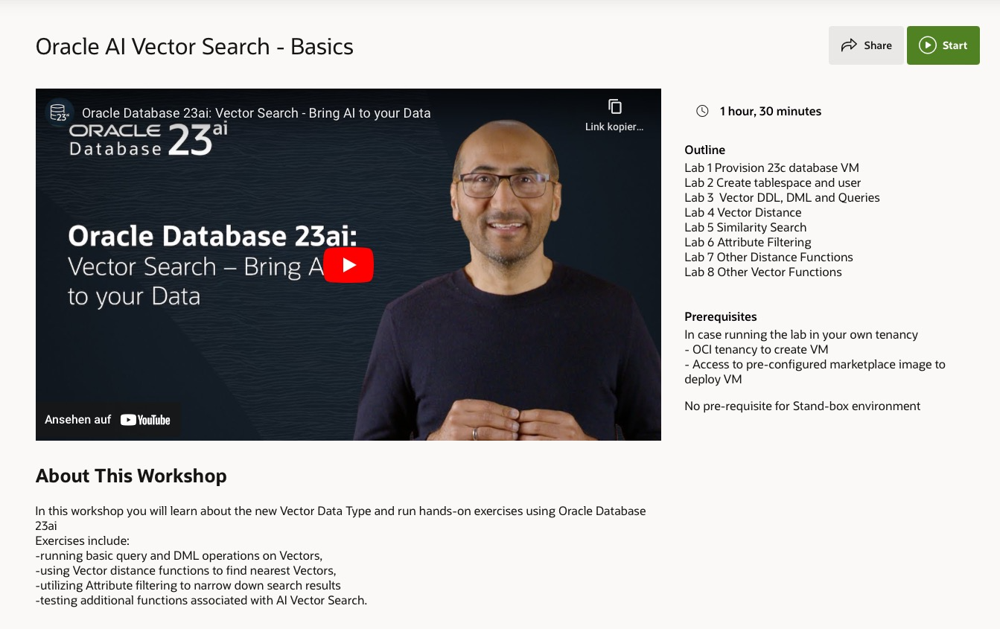 Oracle AI Vector Search - Basics
Share
Start
23ai
Oracle Database 23ai: Vector Search - Bring AI to your Data
Link kopier...
ORACLE
Database 23ai
Oracle Database 23ai:
Vector Search – Bring A
to your Data
Ansehen auf YouTube
1 hour, 30 minutes
Outline
Lab 1 Provision 23c database VM
Lab 2 Create tablespace and user
Lab 3  Vector DDL, DML and Queries
Lab 4 Vector Distance
Lab 5 Similarity Search
Lab 6 Attribute Filtering
Lab 7 Other Distance Functions
Lab 8 Other Vector Functions
Prerequisites
In case running the lab in your own tenancy
- OCI tenancy to create VM
- Access to pre-configured marketplace image to
deploy VM
No pre-requisite for Stand-box environment
About This Workshop
In this workshop you will learn about the new Vector Data Type and run hands-on exercises using Oracle Database
23ai
Exercises include:
-running basic query and DML operations on Vectors,
-using Vector distance functions to find nearest Vectors,
-utilizing Attribute filtering to narrow down search results
-testing additional functions associated with AI Vector Search.